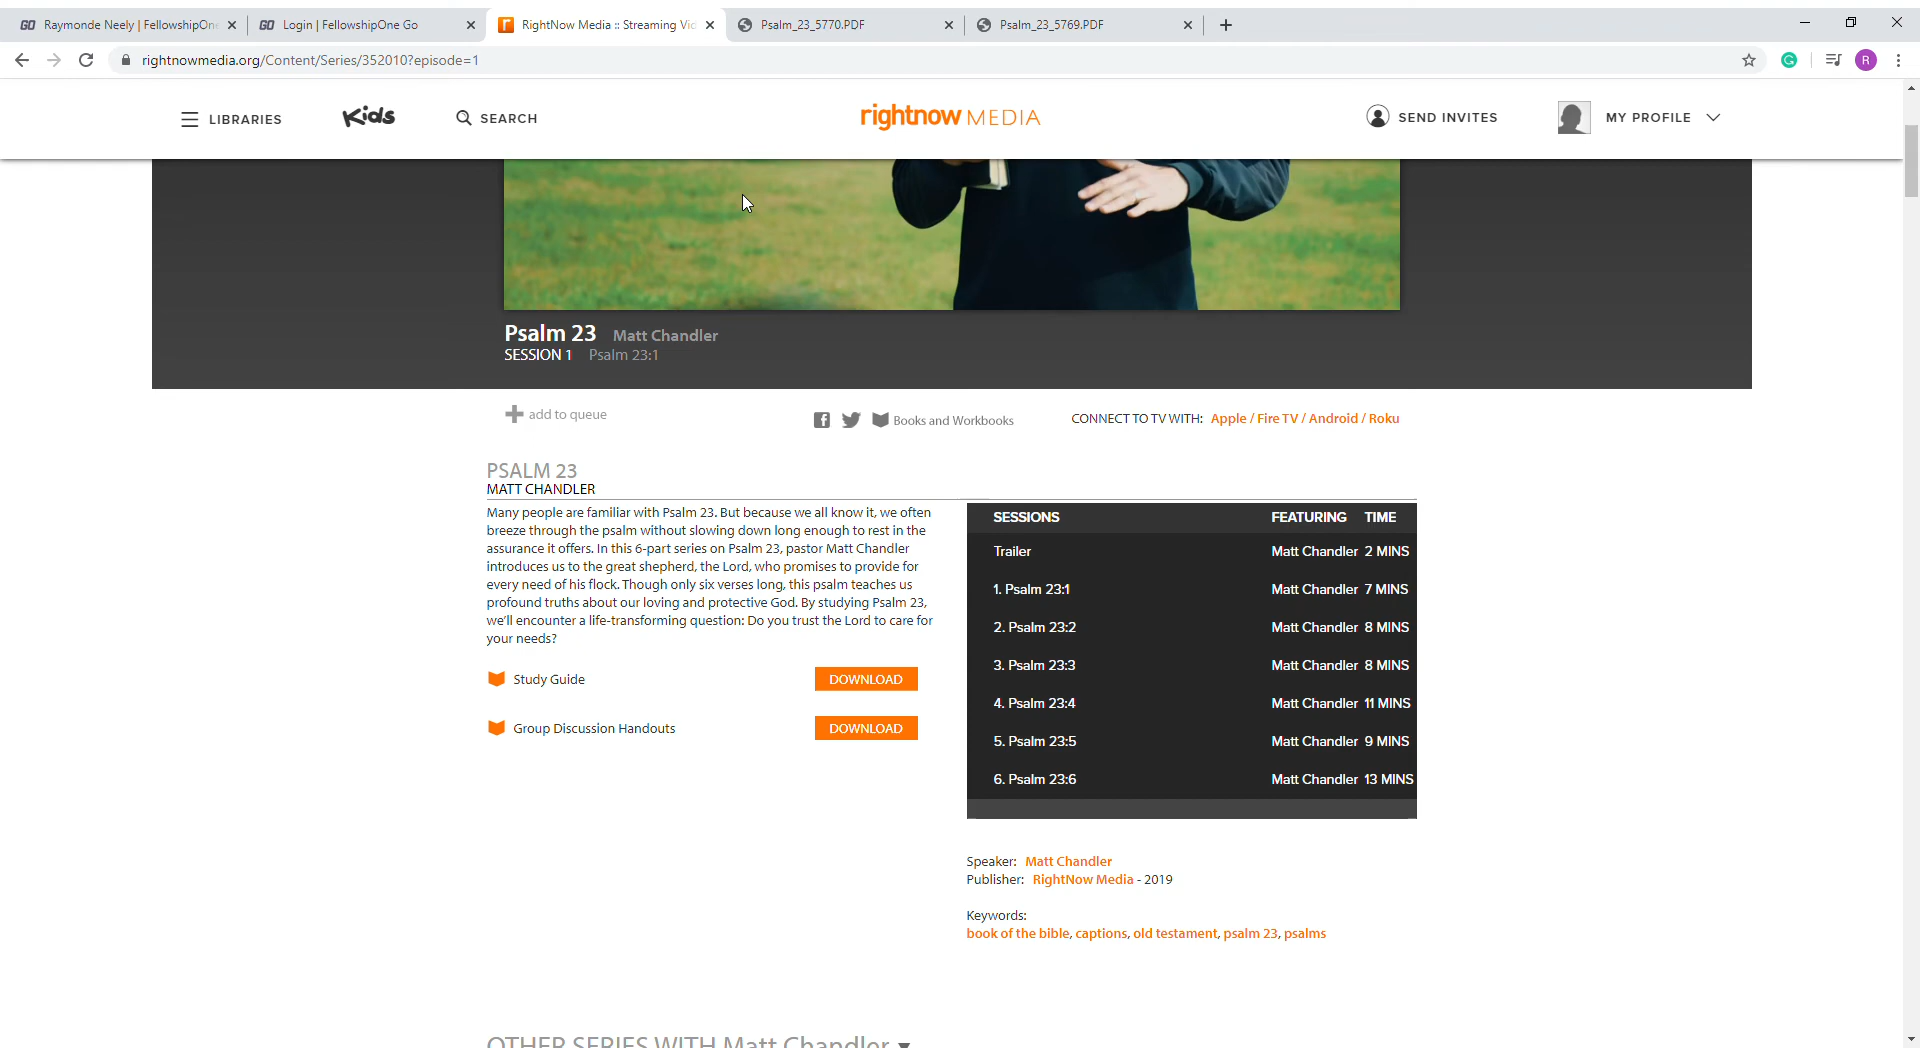 GO Raymonde Neely | FellowshipOne
GO Login | FellowshipOne Go
RightNow Media :: Streaming Vic
Psalm_23_5770.PDF
Psalm_23_5769.PDF
rightnowmedia.org/Content/Series/352010?episode=1
R
LIBRARIES
Kids
SEARCH
rightnow MEDIA
SEND INVITES
MY PROFILE
Psalm 23 Matt Chandler
SESSION 1 Psalm 23:1
add to queue
Books and Workbooks
CONNECT TO TV WITH: Apple / Fire TV / Android / Roku
PSALM 23
MATT CHANDLER
Many people are familiar with Psalm 23. But because we all know it, we often
breeze through the psalm without slowing down long enough to rest in the
assurance it offers. In this 6-part series on Psalm 23, pastor Matt Chandler
introduces us to the great shepherd, the Lord, who promises to provide for
every need of his flock. Though only six verses long, this psalm teaches us
profound truths about our loving and protective God. By studying Psalm 23,
we'll encounter a life-transforming question: Do you trust the Lord to care for
your needs?
Study Guide DOWNLOAD
Group Discussion Handouts DOWNLOAD
SESSIONS FEATURING TIME
Trailer Matt Chandler 2 MINS
1. Psalm 23:1 Matt Chandler 7 MINS
2. Psalm 23:2 Matt Chandler 8 MINS
3. Psalm 23:3 Matt Chandler 8 MINS
4. Psalm 23:4 Matt Chandler 11 MINS
5. Psalm 23:5 Matt Chandler 9 MINS
6. Psalm 23:6 Matt Chandler 13 MINS
Speaker: Matt Chandler
Publisher: RightNow Media - 2019
Keywords:
book of the bible, captions, old testament, psalm 23, psalms
OTHER SERIES WITH Matt Chandler